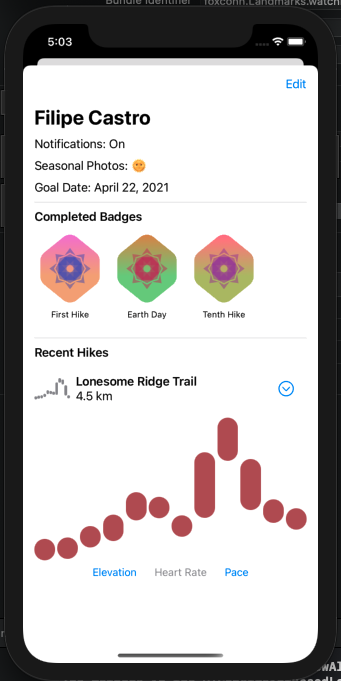 Bundle Identifier Toxconn.Landmarks.watch
5:03
Edit
Filipe Castro
Notifications: On
Seasonal Photos: 🌞
Goal Date: April 22, 2021
Completed Badges
First Hike
Earth Day
Tenth Hike
Recent Hikes
Lonesome Ridge Trail
4.5 km
Elevation
Heart Rate
Pace